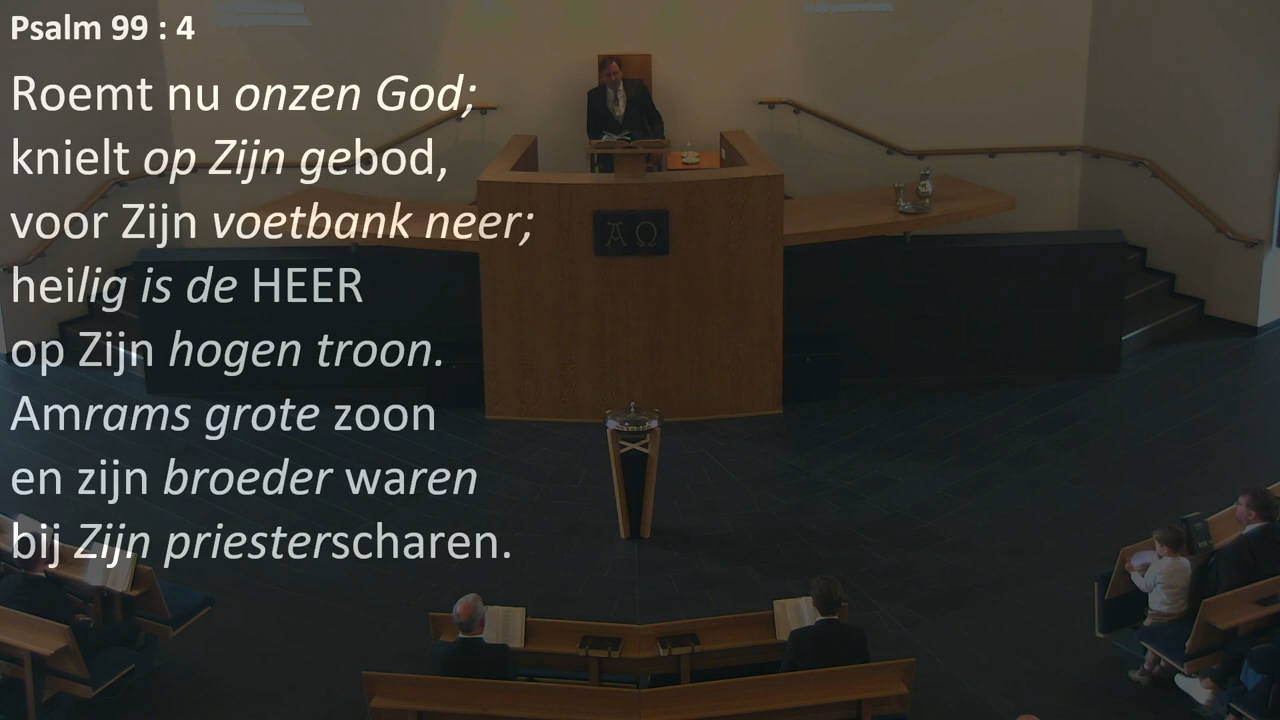 Psalm 99 : 4
Roemt nu onzen God;
knielt op Zijn gebod,
voor Zijn voetbank neer;
heilig is de HEER
op Zijn hogen troon.
Amrams grote zoon
en zijn broeder waren
bij Zijn priesterscharen.
Α Ω